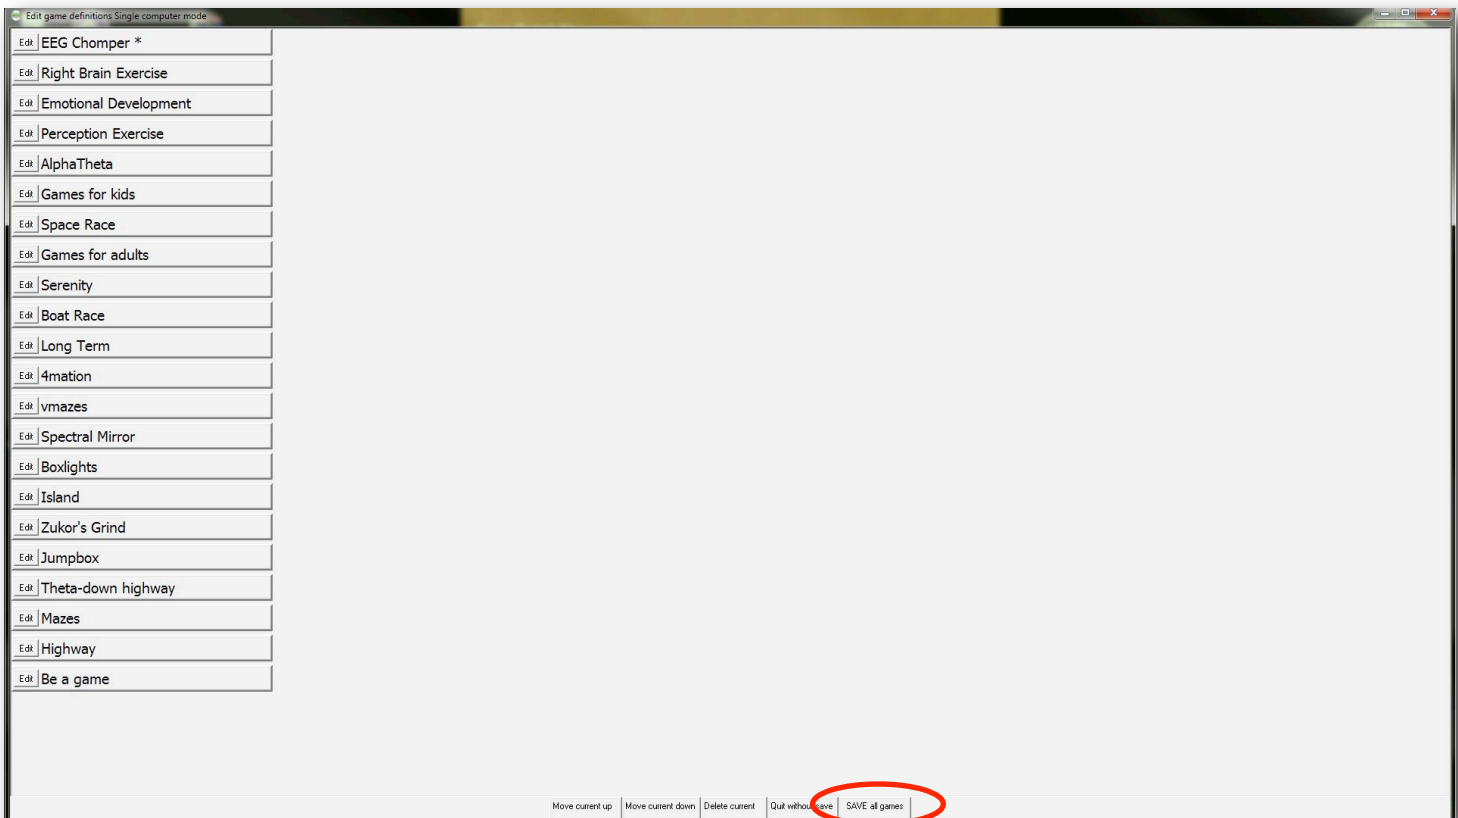 Edit game definitions Single computer mode
Edit EEG Chomper *
Edit Right Brain Exercise
Edit Emotional Development
Edit Perception Exercise
Edit AlphaTheta
Edit Games for kids
Edit Space Race
Edit Games for adults
Edit Serenity
Edit Boat Race
Edit Long Term
Edit 4mation
Edit vmazes
Edit Spectral Mirror
Edit Boxlights
Edit Island
Edit Zukor's Grind
Edit Jumpbox
Edit Theta-down highway
Edit Mazes
Edit Highway
Edit Be a game
Move current up Move current down Delete current Quit without save SAVE all games